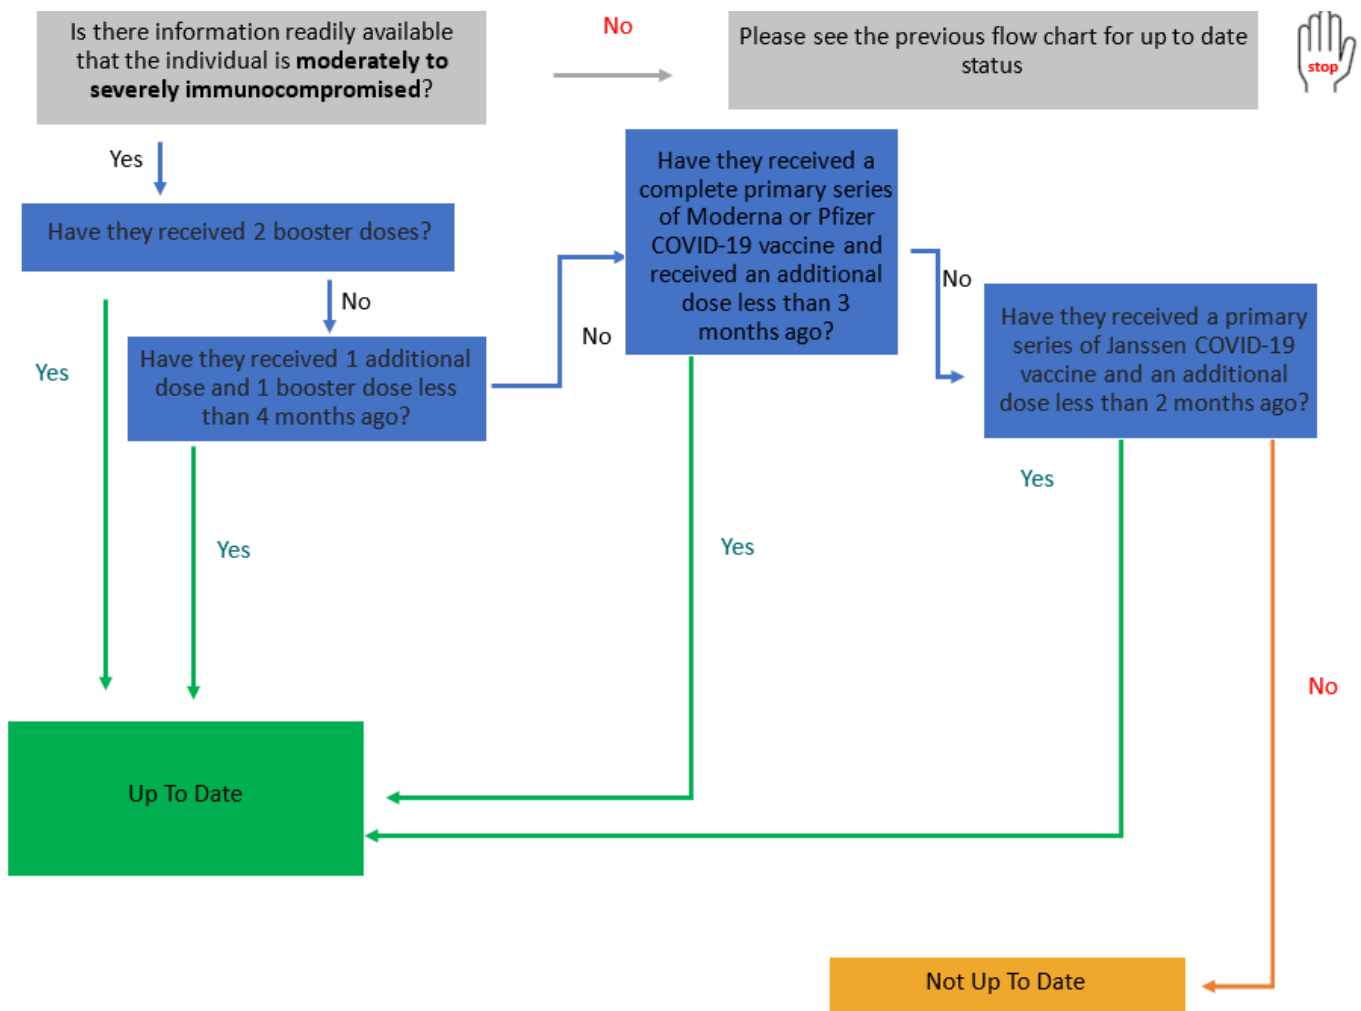 Is there information readily available
that the individual is moderately to
severely immunocompromised?
No
Please see the previous flow chart for up to date
status
stop
Yes
Have they received 2 booster doses?
No
Yes
Have they received 1 additional
dose and 1 booster dose less
than 4 months ago?
Yes
No
Have they received a
complete primary series
of Moderna or Pfizer
COVID-19 vaccine and
received an additional
dose less than 3
months ago?
Yes
No
Have they received a primary
series of Janssen COVID-19
vaccine and an additional
dose less than 2 months ago?
Yes
No
Up To Date
Not Up To Date